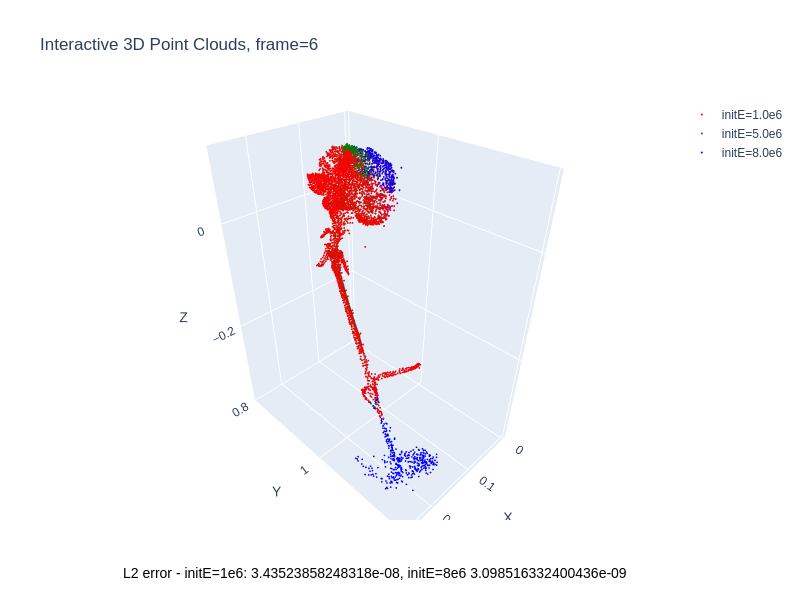 Interactive 3D Point Clouds, frame=6
initE=1.0e6
initE=5.0e6
initE=8.0e6
0
Z
−0.2
0.8
0
1
0.1
Y
X
L2 error - initE=1e6: 3.43523858248318e-08, initE=8e6 3.098516332400436e-09